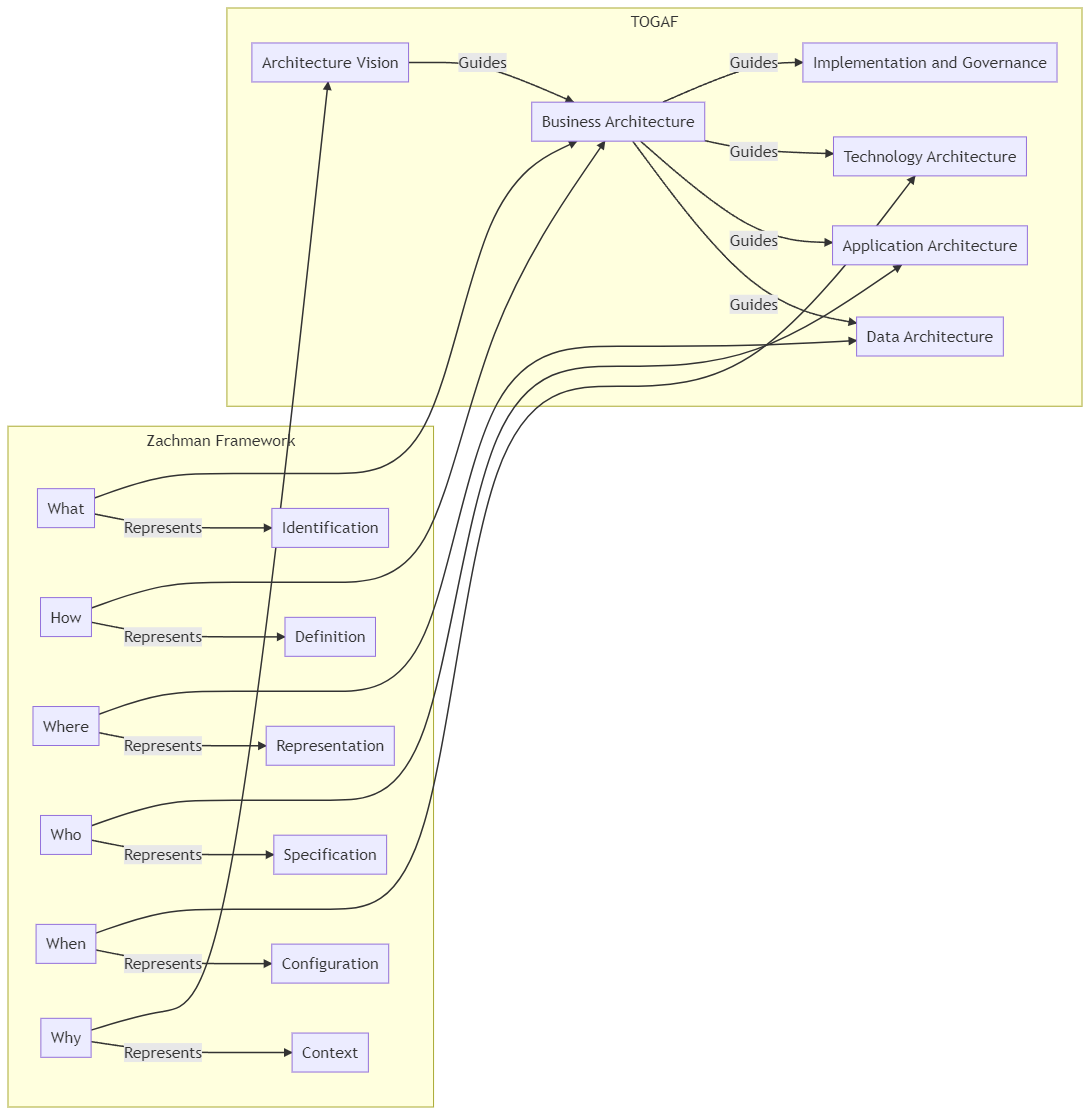 TOGAF
Architecture Vision
Guides
Guides
Implementation and Governance
Business Architecture
Guides
Technology Architecture
Guides
Application Architecture
Guides
Data Architecture
Zachman Framework
What
Represents
Identification
How
Represents
Definition
Where
Represents
Representation
Who
Represents
Specification
When
Represents
Configuration
Why
Represents
Context